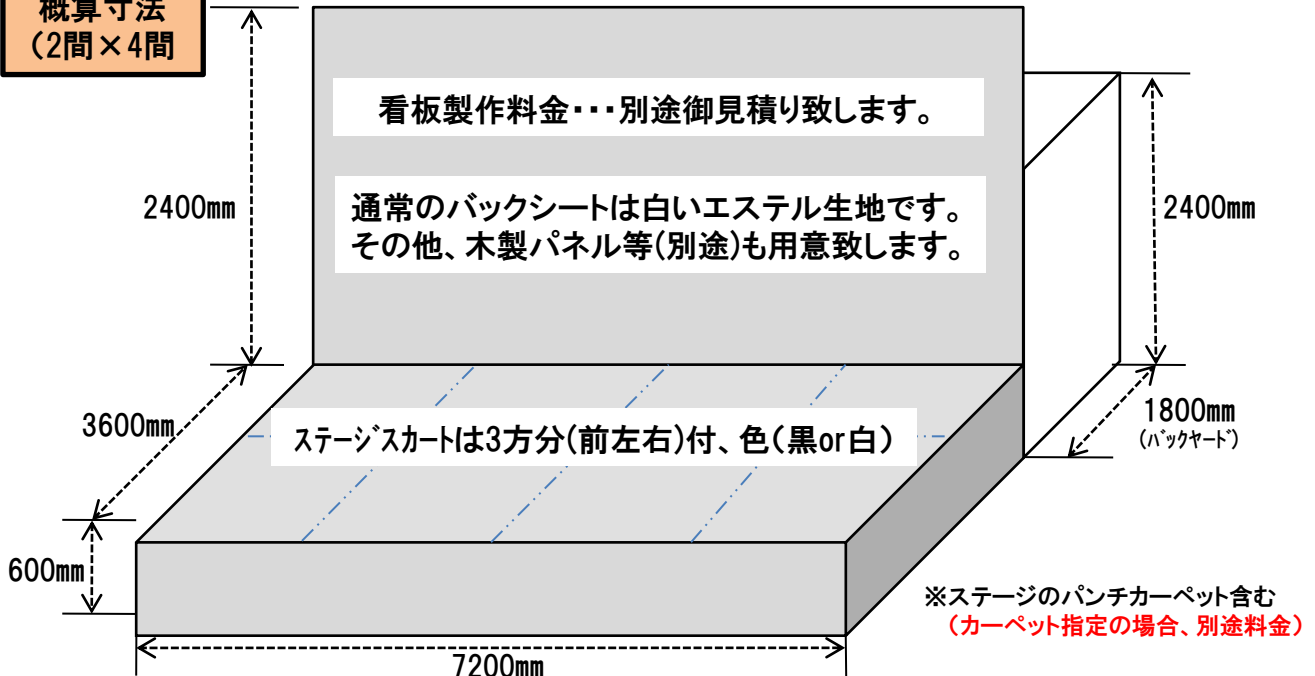 概算寸法
(2間×4間
看板製作料金・・・別途御見積り致します。
2400mm
通常のバックシートは白いエステル生地です。
その他、木製パネル等(別途)も用意致します。
2400mm
3600mm
ステージスカートは3方分(前左右)付、色(黒or白)
1800mm
(バックヤード)
600mm
※ステージのパンチカーペット含む
(カーペット指定の場合、別途料金)
7200mm